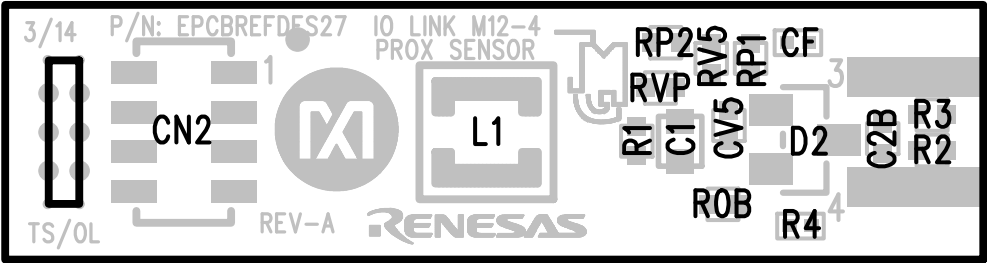 3/14
P/N: EPCBREFDES27
IO LINK M12-4
PROX SENSOR
1
CN2
L1
RP2
RV5
RP1
CF
RVP
3
R1
C1
CV5
D2
C2B
R3
R2
ROB
R4
4
TS/OL
REV-A
RENESAS